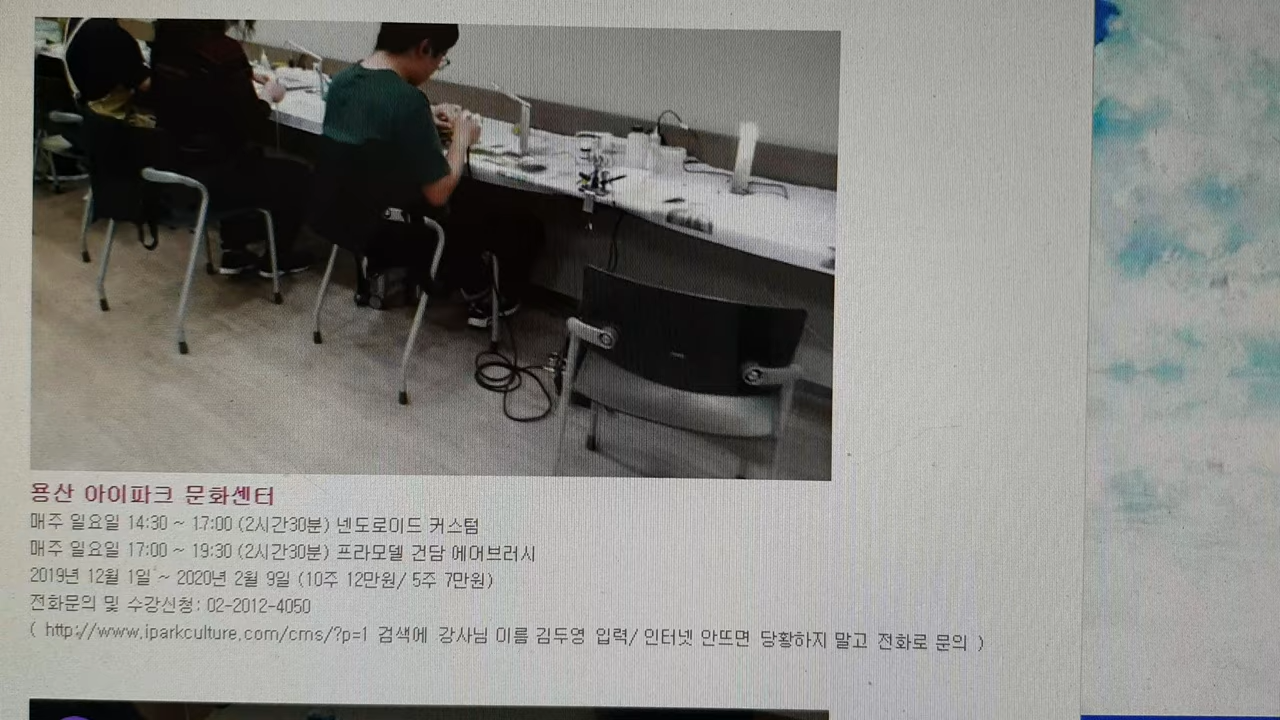 용산 아이파크 문화센터
매주 일요일 14:30 ~ 17:00 (2시간30분) 넨도로이드 커스텀
매주 일요일 17:00 ~ 19:30 (2시간30분) 프라모델 건담 에어브러시
2019년 12월 1일 ~ 2020년 2월 9일 (10주 12만원/ 5주 7만원)
전화문의 및 수강신청: 02-2012-4050
( http://www.iparkculture.com/cms/?p=1 검색에 강사님 이름 김두영 입력/ 인터넷 안뜨면 당황하지 말고 전화로 문의 )